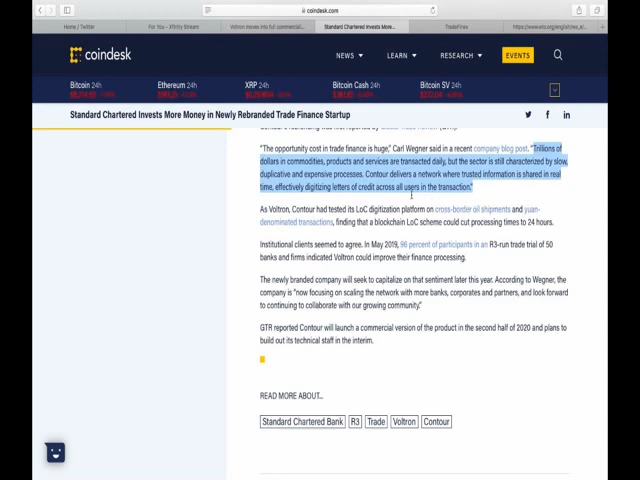 coindesk.com
Home / Twitter
For You – Xfinity Stream
Voltron moves into full commercial...
Standard Chartered Invests More...
TradeFinex
coindesk
NEWS
LEARN
RESEARCH
EVENTS
Bitcoin 24h
Ethereum 24h
XRP 24h
Bitcoin Cash 24h
Bitcoin SV 24h
Standard Chartered Invests More Money in Newly Rebranded Trade Finance Startup
"The opportunity cost in trade finance is huge," Carl Wegner said in a recent company blog post. "Trillions of
dollars in commodities, products and services are transacted daily, but the sector is still characterized by slow,
duplicative and expensive processes. Contour delivers a network where trusted information is shared in real
time, effectively digitizing letters of credit across all users in the transaction."
As Voltron, Contour had tested its LoC digitization platform on cross-border oil shipments and yuan-
denominated transactions, finding that a blockchain LoC scheme could cut processing times to 24 hours.
Institutional clients seemed to agree. In May 2019, 96 percent of participants in an R3-run trade trial of 50
banks and firms indicated Voltron could improve their finance processing.
The newly branded company will seek to capitalize on that sentiment later this year. According to Wegner, the
company is "now focusing on scaling the network with more banks, corporates and partners, and look forward
to continuing to collaborate with our growing community."
GTR reported Contour will launch a commercial version of the product in the second half of 2020 and plans to
build out its technical staff in the interim.
READ MORE ABOUT...
Standard Chartered Bank
R3
Trade
Voltron
Contour